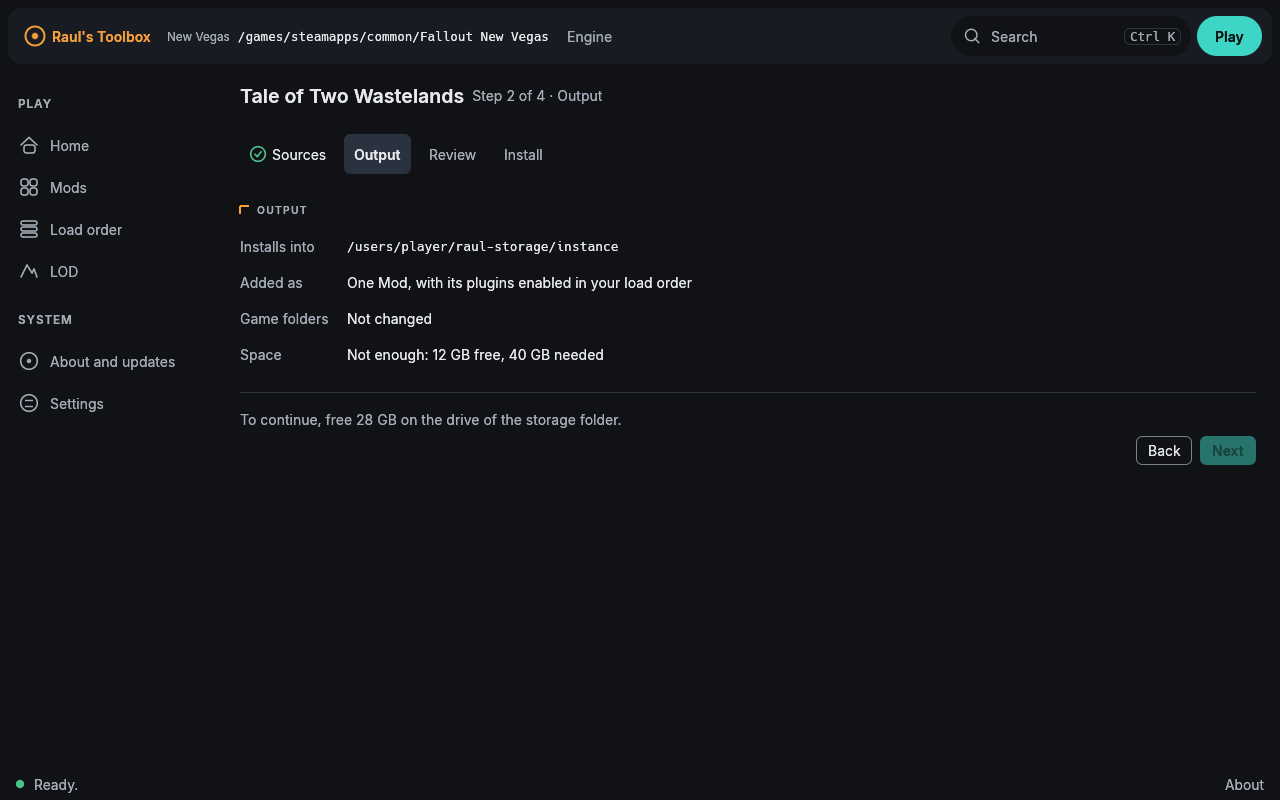 Raul's Toolbox New Vegas /games/steamapps/common/Fallout New Vegas Engine Search Ctrl K Play
PLAY
Home
Mods
Load order
LOD
SYSTEM
About and updates
Settings
Tale of Two Wastelands Step 2 of 4 · Output
Sources Output Review Install
OUTPUT
Installs into /users/player/raul-storage/instance
Added as One Mod, with its plugins enabled in your load order
Game folders Not changed
Space Not enough: 12 GB free, 40 GB needed
To continue, free 28 GB on the drive of the storage folder.
Back Next
Ready. About